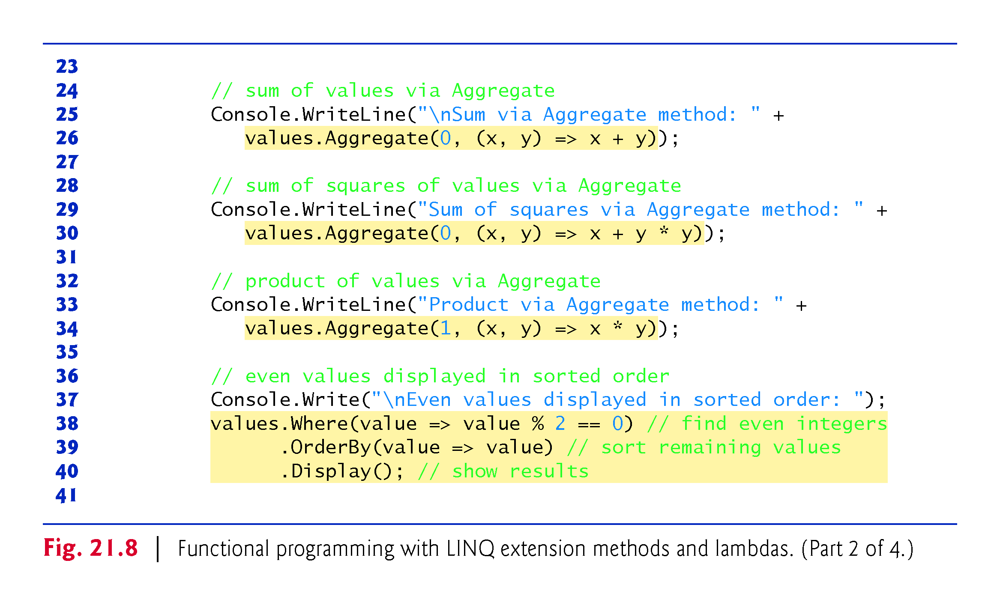 23
24 // sum of values via Aggregate
25 Console.WriteLine("\nSum via Aggregate method: " +
26 values.Aggregate(0, (x, y) => x + y));
27
28 // sum of squares of values via Aggregate
29 Console.WriteLine("Sum of squares via Aggregate method: " +
30 values.Aggregate(0, (x, y) => x + y * y));
31
32 // product of values via Aggregate
33 Console.WriteLine("Product via Aggregate method: " +
34 values.Aggregate(1, (x, y) => x * y));
35
36 // even values displayed in sorted order
37 Console.Write("\nEven values displayed in sorted order: ");
38 values.Where(value => value % 2 == 0) // find even integers
39 .OrderBy(value => value) // sort remaining values
40 .Display(); // show results
41
Fig. 21.8 | Functional programming with LINQ extension methods and lambdas. (Part 2 of 4.)